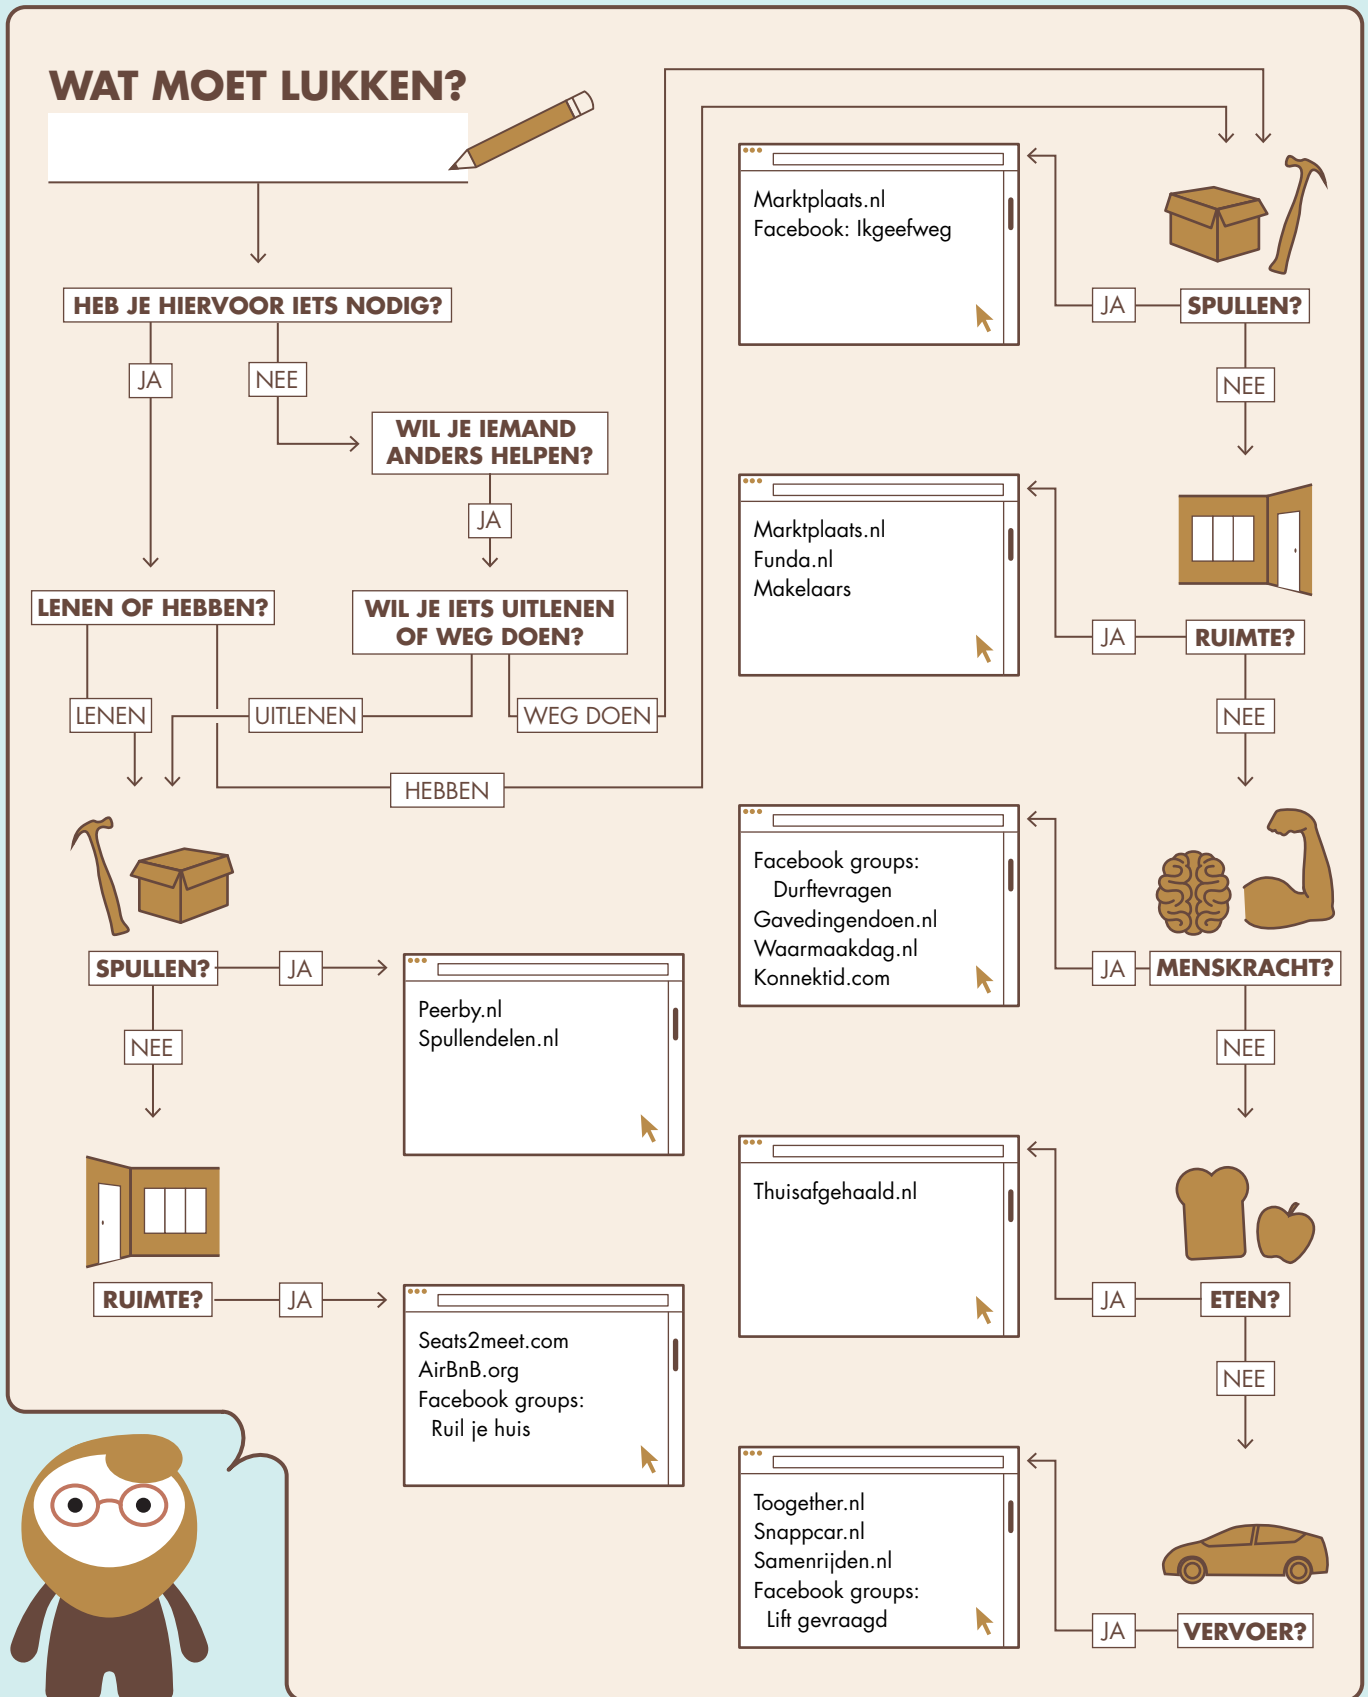 WAT MOET LUKKEN?
HEB JE HIERVOOR IETS NODIG?
JA
NEE
WIL JE IEMAND
ANDERS HELPEN?
JA
LENEN OF HEBBEN?
WIL JE IETS UITLENEN
OF WEG DOEN?
LENEN
UITLENEN
WEG DOEN
HEBBEN
SPULLEN?
JA
Peerby.nl
Spullendelen.nl
NEE
RUIMTE?
JA
Seats2meet.com
AirBnB.org
Facebook groups:
Ruil je huis
Marktplaats.nl
Facebook: Ikgeefweg
JA
SPULLEN?
NEE
Marktplaats.nl
Funda.nl
Makelaars
JA
RUIMTE?
NEE
Facebook groups:
Durftevragen
Gavedingendoen.nl
Waarmaakdag.nl
Konnektid.com
JA
MENSKRACHT?
NEE
Thuisafgehaald.nl
JA
ETEN?
NEE
Toogether.nl
Snappcar.nl
Samenrijden.nl
Facebook groups:
Lift gevraagd
JA
VERVOER?